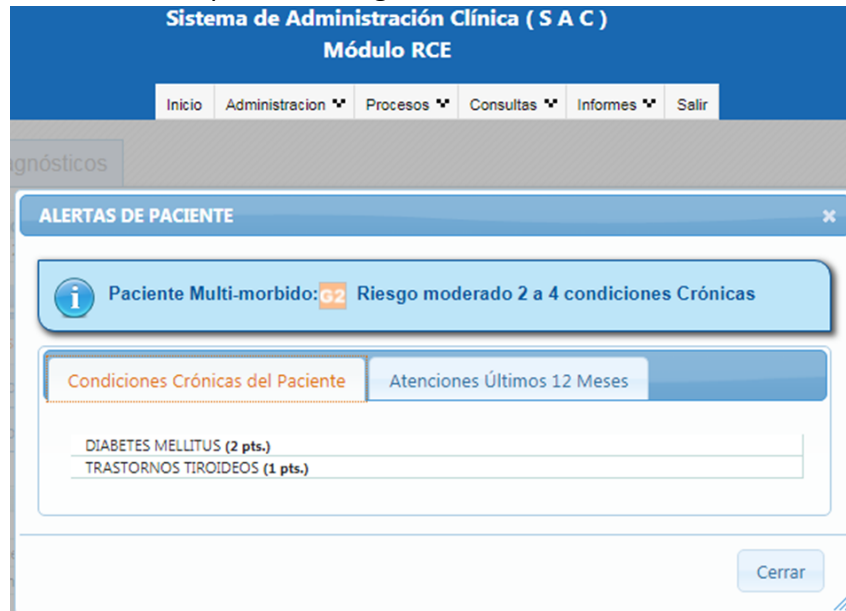 Sistema de Administración Clínica ( S A C )
Módulo RCE
Inicio Administracion Procesos Consultas Informes Salir
agnósticos
ALERTAS DE PACIENTE
Paciente Multi-morbido: G2 Riesgo moderado 2 a 4 condiciones Crónicas
Condiciones Crónicas del Paciente Atenciones Últimos 12 Meses
DIABETES MELLITUS (2 pts.)
TRASTORNOS TIROIDEOS (1 pts.)
Cerrar